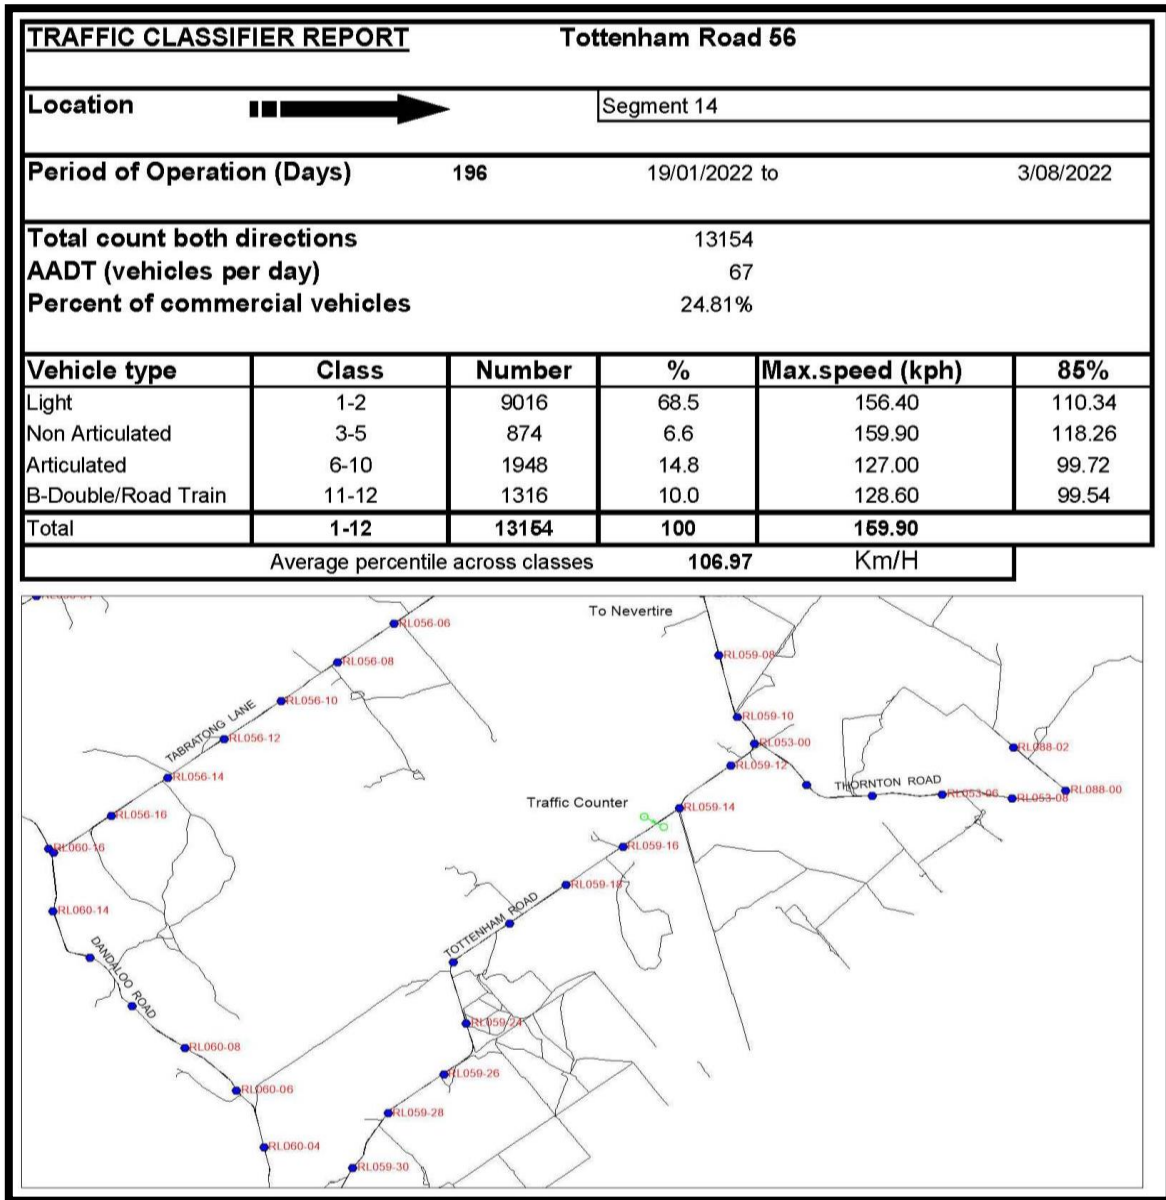 TRAFFIC CLASSIFIER REPORT Tottenham Road 56
Location Segment 14
Period of Operation (Days) 196 19/01/2022 to 3/08/2022
Total count both directions 13154
AADT (vehicles per day) 67
Percent of commercial vehicles 24.81%
Vehicle type Class Number % Max.speed (kph) 85%
Light 1-2 9016 68.5 156.40 110.34
Non Articulated 3-5 874 6.6 159.90 118.26
Articulated 6-10 1948 14.8 127.00 99.72
B-Double/Road Train 11-12 1316 10.0 128.60 99.54
Total 1-12 13154 100 159.90
Average percentile across classes 106.97 Km/H
To Nevertire
RL056-06
RL056-08
RL059-08
RL056-10
RL059-10
TABRATONG LANE
RL056-12
RL053-00
RL088-02
RL059-12
RL056-14
THORNTON ROAD
RL053-06
RL053-08
RL088-00
Traffic Counter
RL059-14
RL056-16
RL060-16
RL059-16
RL059-18
RL060-14
TOTTENHAM ROAD
DANDALOO ROAD
RL059-24
RL060-08
RL059-26
RL060-06
RL059-28
RL060-04
RL059-30